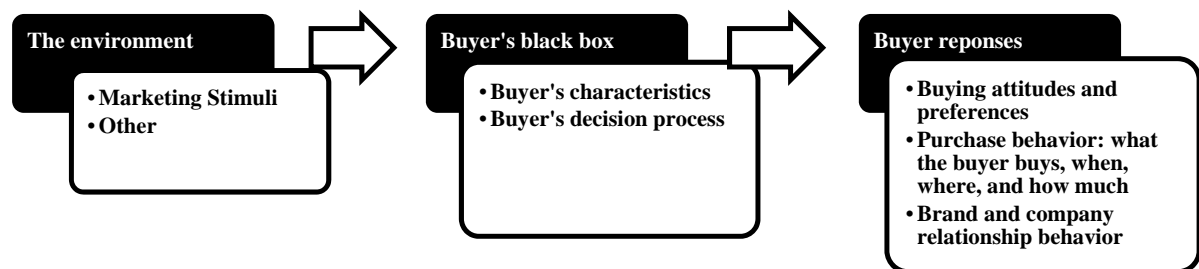 The environment
• Marketing Stimuli
• Other
Buyer's black box
• Buyer's characteristics
• Buyer's decision process
Buyer reponses
• Buying attitudes and
preferences
• Purchase behavior: what
the buyer buys, when,
where, and how much
• Brand and company
relationship behavior